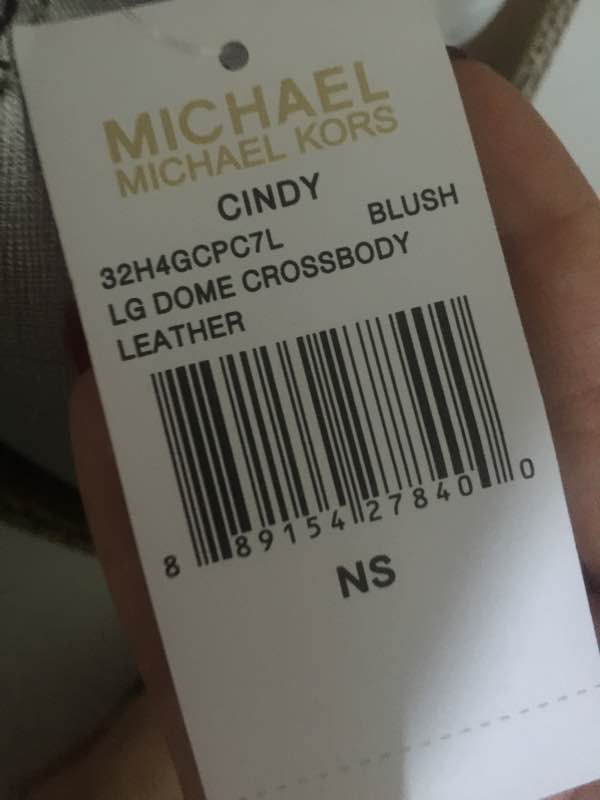 MICHAEL
MICHAEL KORS
CINDY
32H4GCPC7L BLUSH
LG DOME CROSSBODY
LEATHER
8 89154 27840 0
NS